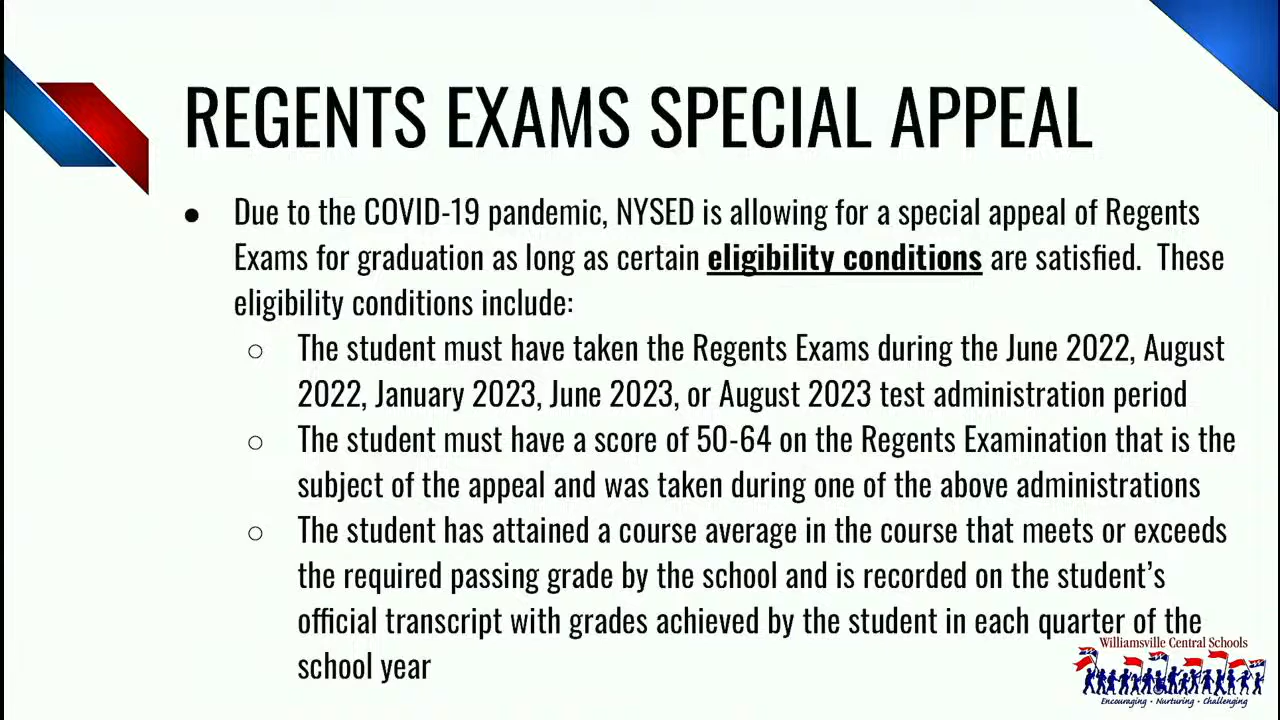 REGENTS EXAMS SPECIAL APPEAL
● Due to the COVID-19 pandemic, NYSED is allowing for a special appeal of Regents
Exams for graduation as long as certain eligibility conditions are satisfied. These
eligibility conditions include:
○ The student must have taken the Regents Exams during the June 2022, August
2022, January 2023, June 2023, or August 2023 test administration period
○ The student must have a score of 50-64 on the Regents Examination that is the
subject of the appeal and was taken during one of the above administrations
○ The student has attained a course average in the course that meets or exceeds
the required passing grade by the school and is recorded on the student’s
official transcript with grades achieved by the student in each quarter of the
school year
Williamsville Central Schools
Encouraging • Nurturing • Challenging